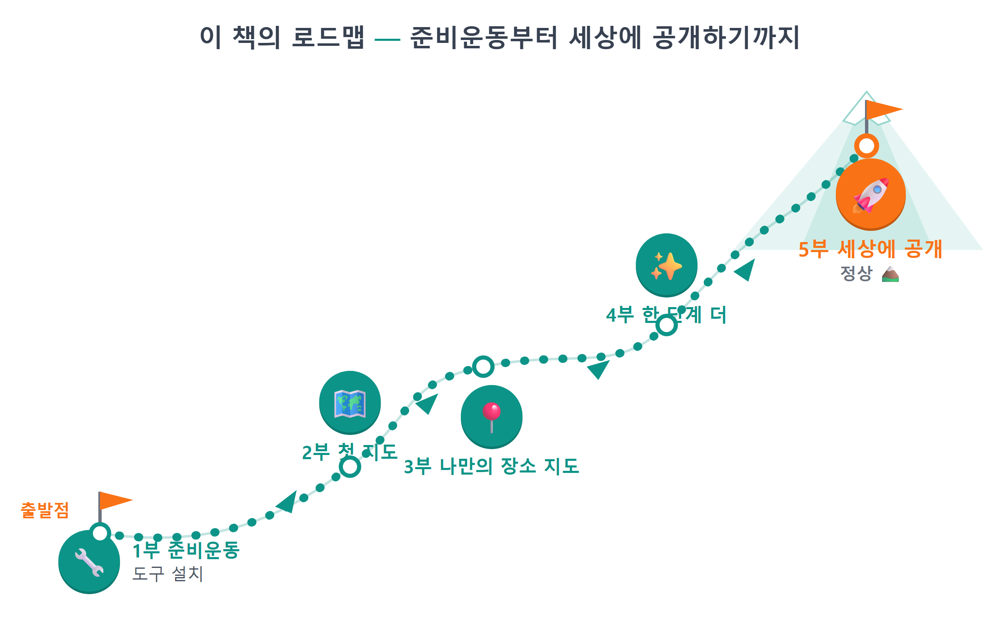 이 책의 로드맵 — 준비운동부터 세상에 공개하기까지
5부 세상에 공개
정상
4부 한 단계 더
2부 첫 지도
3부 나만의 장소 지도
출발점
1부 준비운동
도구 설치